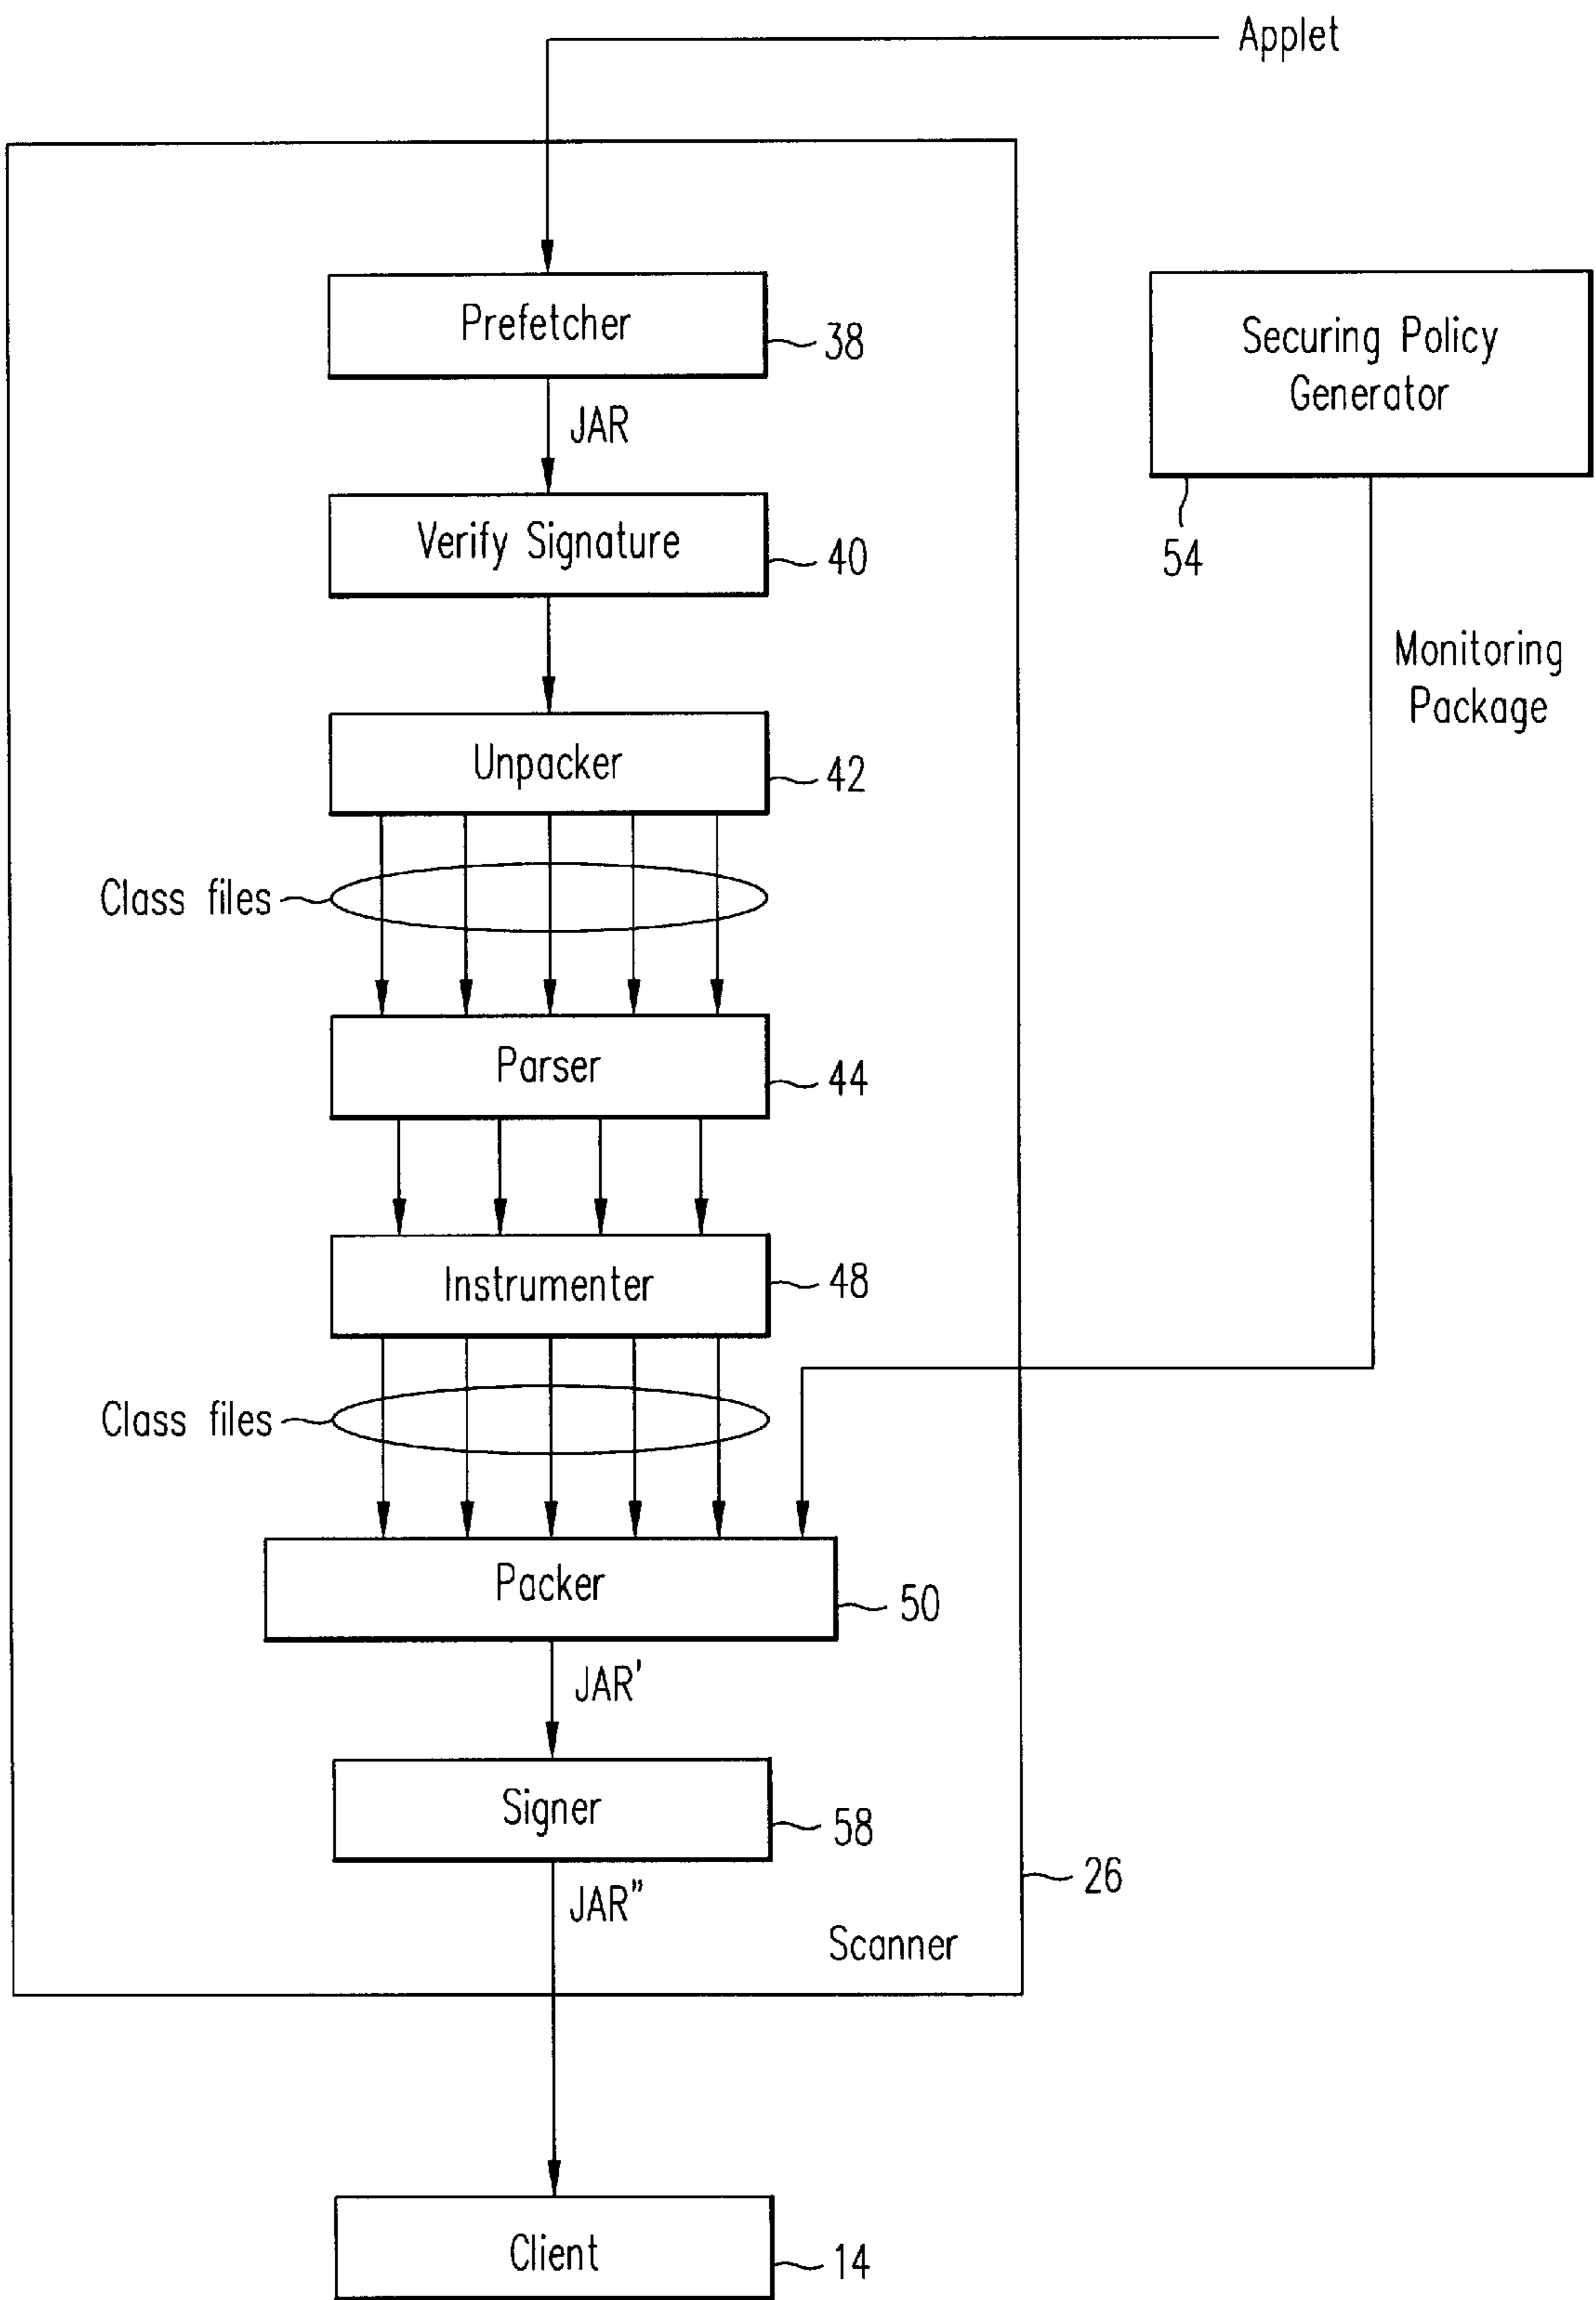 Applet
Prefetcher
38
Securing Policy
Generator
54
JAR
Verify Signature
40
Monitoring
Package
Unpacker
42
Class files
Parser
44
Instrumenter
48
Class files
Packer
50
JAR'
Signer
58
JAR"
26
Scanner
Client
14